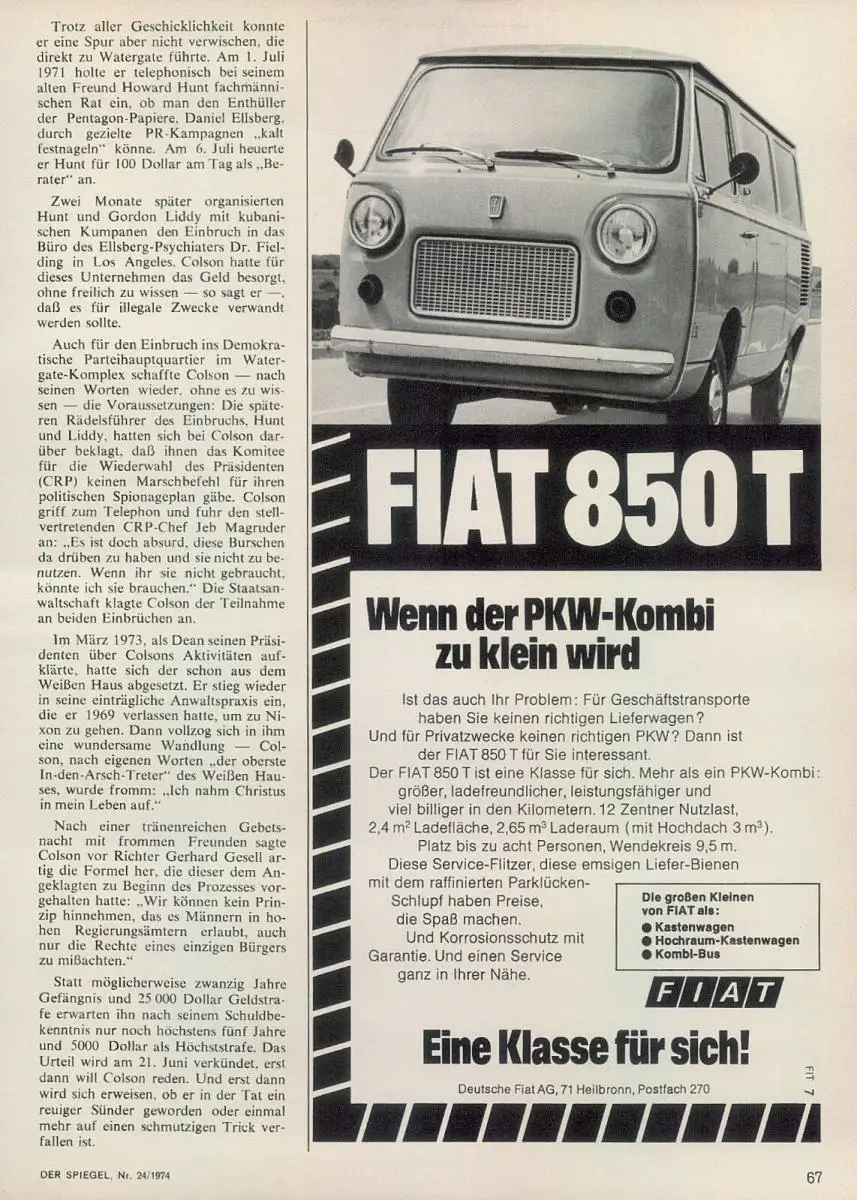 Trotz aller Geschicklichkeit konnte
er eine Spur aber nicht verwischen, die
direkt zu Watergate führte. Am 1. Juli
1971 holte er telephonisch bei seinem
alten Freund Howard Hunt fachmänni-
schen Rat ein, ob man den Enthüller
der Pentagon-Papiere, Daniel Ellsberg,
durch gezielte PR-Kampagnen „kalt
festnageln“ könne. Am 6. Juli heuerte
er Hunt für 100 Dollar am Tag als „Be-
rater“ an.
Zwei Monate später organisierten
Hunt und Gordon Liddy mit kubani-
schen Kumpanen den Einbruch in das
Büro des Ellsberg-Psychiaters Dr. Fiel-
ding in Los Angeles. Colson hatte für
dieses Unternehmen das Geld besorgt,
ohne freilich zu wissen — so sagt er —,
daß es für illegale Zwecke verwandt
werden sollte.
Auch für den Einbruch ins Demokra-
tische Parteihauptquartier im Water-
gate-Komplex schaffte Colson — nach
seinen Worten wieder, ohne es zu wis-
sen — die Voraussetzungen: Die späte-
ren Rädelsführer des Einbruchs, Hunt
und Liddy, hatten sich bei Colson dar-
über beklagt, daß ihnen das Komitee
für die Wiederwahl des Präsidenten
(CRP) keinen Marschbefehl für ihren
politischen Spionageplan gäbe. Colson
griff zum Telephon und fuhr den stell-
vertretenden CRP-Chef Jeb Magruder
an: „Es ist doch absurd, diese Burschen
da drüben zu haben und sie nicht zu be-
nutzen. Wenn ihr sie nicht gebraucht,
könnte ich sie brauchen.“ Die Staatsan-
waltschaft klagte Colson der Teilnahme
an beiden Einbrüchen an.
Im März 1973, als Dean seinen Präsi-
denten über Colsons Aktivitäten auf-
klärte, hatte sich der schon aus dem
Weißen Haus abgesetzt. Er stieg wieder
in seine einträgliche Anwaltspraxis ein,
die er 1969 verlassen hatte, um zu Ni-
xon zu gehen. Dann vollzog sich in ihm
eine wundersame Wandlung — Col-
son, nach eigenen Worten „der oberste
In-den-Arsch-Treter“ des Weißen Hau-
ses, wurde fromm: „Ich nahm Christus
in mein Leben auf.“
Nach einer tränenreichen Gebets-
nacht mit frommen Freunden sagte
Colson vor Richter Gerhard Gesell ar-
tig die Formel her, die dieser dem An-
geklagten zu Beginn des Prozesses vor-
gehalten hatte: „Wir können kein Prin-
zip hinnehmen, das es Männern in ho-
hen Regierungsämtern erlaubt, auch
nur die Rechte eines einzigen Bürgers
zu mißachten.“
Statt möglicherweise zwanzig Jahre
Gefängnis und 25 000 Dollar Geldstra-
fe erwarten ihn nach seinem Schuldbe-
kenntnis nur noch höchstens fünf Jahre
und 5000 Dollar als Höchststrafe. Das
Urteil wird am 21. Juni verkündet, erst
dann will Colson reden. Und erst dann
wird sich erweisen, ob er in der Tat ein
reuiger Sünder geworden oder einmal
mehr auf einen schmutzigen Trick ver-
fallen ist.
FIAT 850 T
Wenn der PKW-Kombi
zu klein wird
Ist das auch Ihr Problem: Für Geschäftstransporte
haben Sie keinen richtigen Lieferwagen?
Und für Privatzwecke keinen richtigen PKW? Dann ist
der FIAT 850 T für Sie interessant.
Der FIAT 850 T ist eine Klasse für sich. Mehr als ein PKW-Kombi:
größer, ladefreundlicher, leistungsfähiger und
viel billiger in den Kilometern. 12 Zentner Nutzlast,
2,4 m² Ladefläche, 2,65 m³ Laderaum (mit Hochdach 3 m³).
Platz bis zu acht Personen, Wendekreis 9,5 m.
Diese Service-Flitzer, diese emsigen Liefer-Bienen
mit dem raffinierten Parklücken-
Schlupf haben Preise,
die Spaß machen.
Und Korrosionsschutz mit
Garantie. Und einen Service
ganz in Ihrer Nähe.
Die großen Kleinen
von FIAT als:
● Kastenwagen
● Hochraum-Kastenwagen
● Kombi-Bus
FIAT
Eine Klasse für sich!
Deutsche Fiat AG, 71 Heilbronn, Postfach 270
FIT 7
DER SPIEGEL, Nr. 24/1974
67